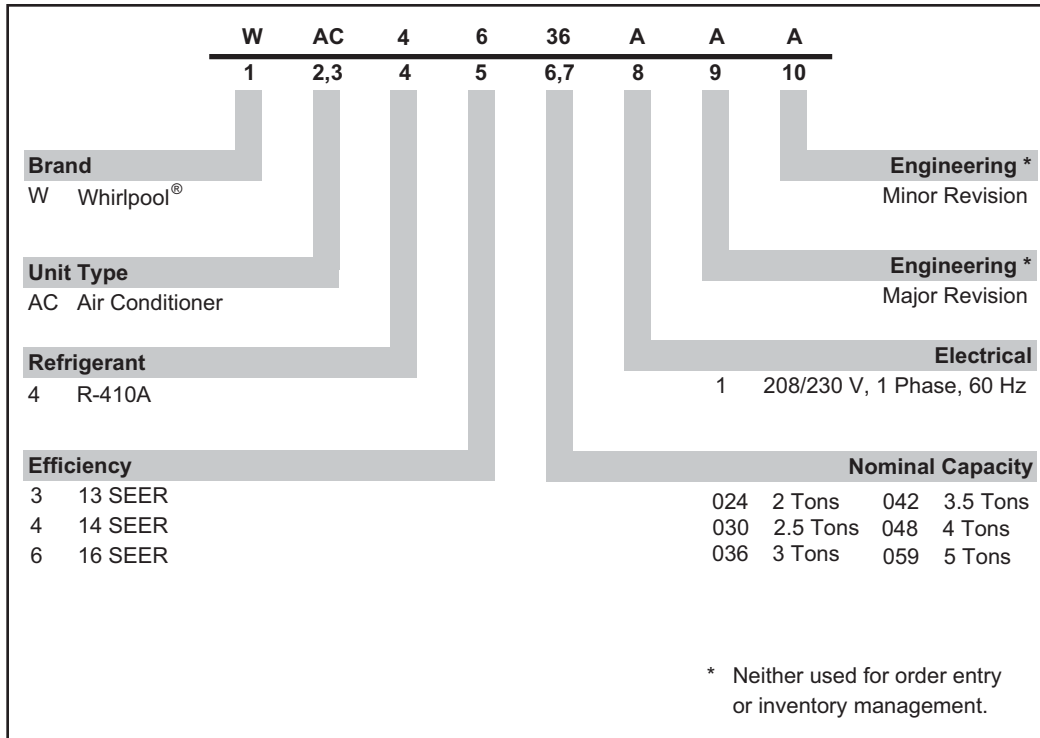 W AC 4 6 36 A A A
1 2,3 4 5 6,7 8 9 10
Brand
W Whirlpool®
Unit Type
AC Air Conditioner
Refrigerant
4 R-410A
Efficiency
3 13 SEER
4 14 SEER
6 16 SEER
Engineering *
Minor Revision
Engineering *
Major Revision
Electrical
1 208/230 V, 1 Phase, 60 Hz
Nominal Capacity
024 2 Tons 042 3.5 Tons
030 2.5 Tons 048 4 Tons
036 3 Tons 059 5 Tons
* Neither used for order entry
or inventory management.